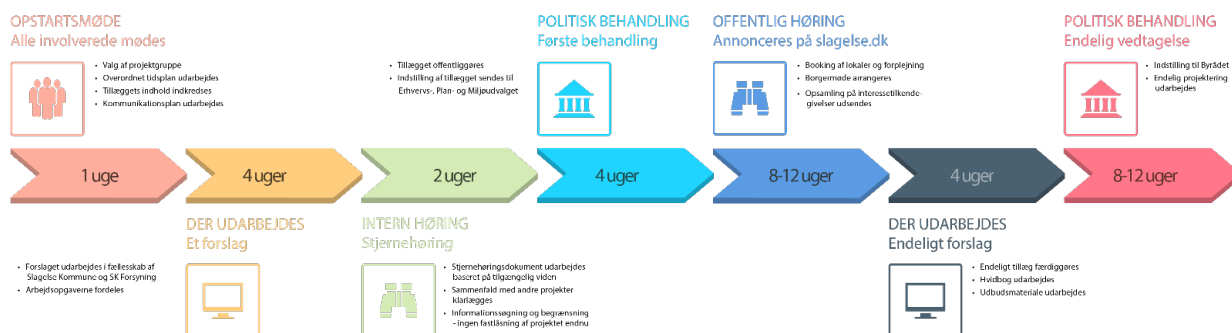 OPSTARTSMØDE
Alle involverede mødes
• Valg af projektgruppe
• Overordnet tidsplan udarbejdes
• Tillæggets indhold indkredses
• Kommunikationsplan udarbejdes
• Tillægget offentliggøres
• Indstilling af tillægget sendes til
Erhvervs-, Plan- og Miljøudvalget
POLITISK BEHANDLING
Første behandling
OFFENTLIG HØRING
Annonceres på slagelse.dk
• Booking af lokaler og forplejning
• Borgermøde arrangeres
• Opsamling på interessetilkende-
givelser udsendes
POLITISK BEHANDLING
Endelig vedtagelse
• Indstilling til Byrådet
• Endelig projektering
udarbejdes
1 uge
4 uger
2 uger
4 uger
8-12 uger
4 uger
8-12 uger
DER UDARBEJDES
Et forslag
• Forslaget udarbejdes i fællesskab af
Slagelse Kommune og SK Forsyning
• Arbejdsopgaverne fordeles
INTERN HØRING
Stjernehøring
• Stjernehøringsdokument udarbejdes
baseret på tilgængelig viden
• Sammenfald med andre projekter
klarlægges
• Informationssøgning og begrænsning
- ingen fastlåsning af projektet endnu
DER UDARBEJDES
Endeligt forslag
• Endeligt tillæg færdiggøres
• Hvidbog udarbejdes
• Udbudsmateriale udarbejdes